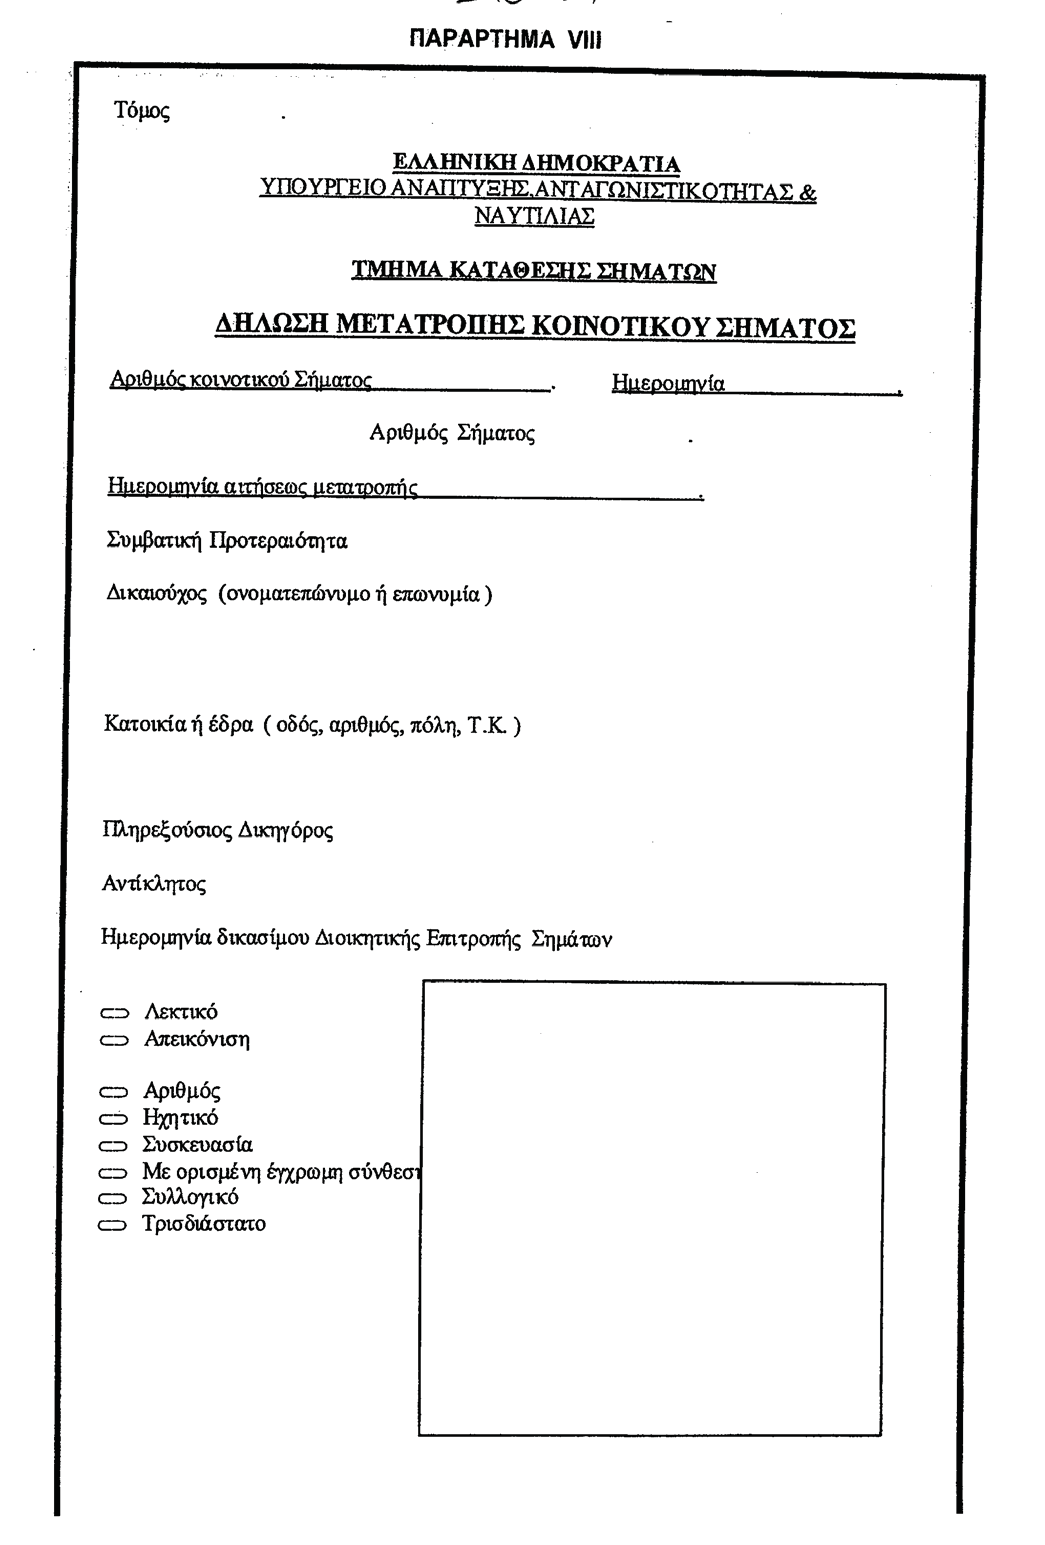 ΠΑΡΑΡΤΗΜΑ VIII
Τόμος .
ΕΛΛΗΝΙΚΗ ΔΗΜΟΚΡΑΤΙΑ
ΥΠΟΥΡΓΕΙΟ ΑΝΑΠΤΥΞΗΣ,ΑΝΤΑΓΩΝΙΣΤΙΚΟΤΗΤΑΣ &
ΝΑΥΤΙΛΙΑΣ
ΤΜΗΜΑ ΚΑΤΑΘΕΣΗΣ ΣΗΜΑΤΩΝ
ΔΗΛΩΣΗ ΜΕΤΑΤΡΟΠΗΣ ΚΟΙΝΟΤΙΚΟΥ ΣΗΜΑΤΟΣ
Αριθμός κοινοτικού Σήματος . Ημερομηνία .
Αριθμός Σήματος .
Ημερομηνία αιτήσεως μετατροπής .
Συμβατική Προτεραιότητα
Δικαιούχος (ονοματεπώνυμο ή επωνυμία )
Κατοικία ή έδρα ( οδός, αριθμός, πόλη, Τ.Κ. )
Πληρεξούσιος Δικηγόρος
Αντίκλητος
Ημερομηνία δικασίμου Διοικητικής Επιτροπής Σημάτων
Λεκτικό
Απεικόνιση
Αριθμός
Ηχητικό
Συσκευασία
Με ορισμένη έγχρωμη σύνθεσι
Συλλογικό
Τρισδιάστατο